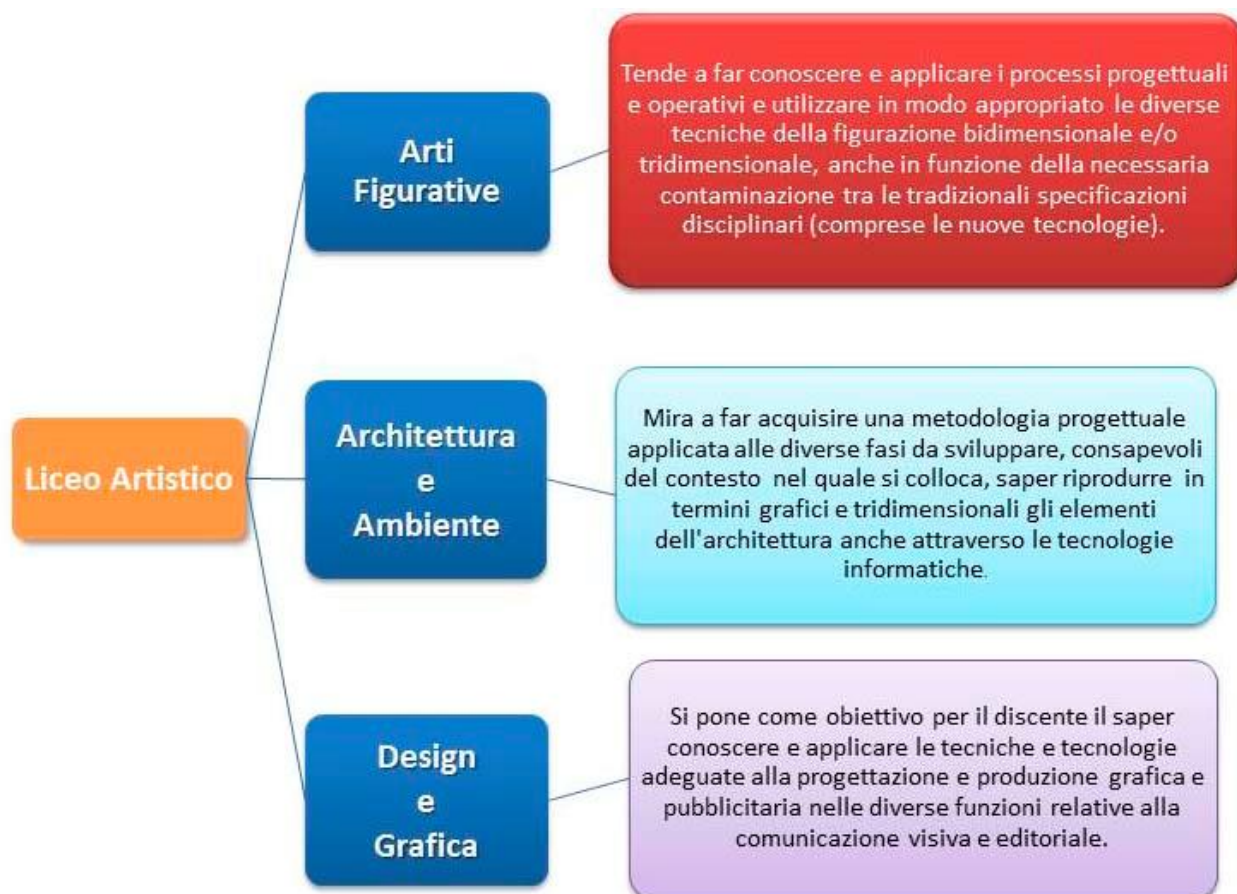 Liceo Artistico
Arti
Figurative
Tende a far conoscere e applicare i processi progettuali
e operativi e utilizzare in modo appropriato le diverse
tecniche della figurazione bidimensionale e/o
tridimensionale, anche in funzione della necessaria
contaminazione tra le tradizionali specificazioni
disciplinari (comprese le nuove tecnologie).
Architettura
e
Ambiente
Mira a far acquisire una metodologia progettuale
applicata alle diverse fasi da sviluppare, consapevoli
del contesto nel quale si colloca, saper riprodurre in
termini grafici e tridimensionali gli elementi
dell'architettura anche attraverso le tecnologie
informatiche.
Design
e
Grafica
Si pone come obiettivo per il discente il saper
conoscere e applicare le tecniche e tecnologie
adeguate alla progettazione e produzione grafica e
pubblicitaria nelle diverse funzioni relative alla
comunicazione visiva e editoriale.